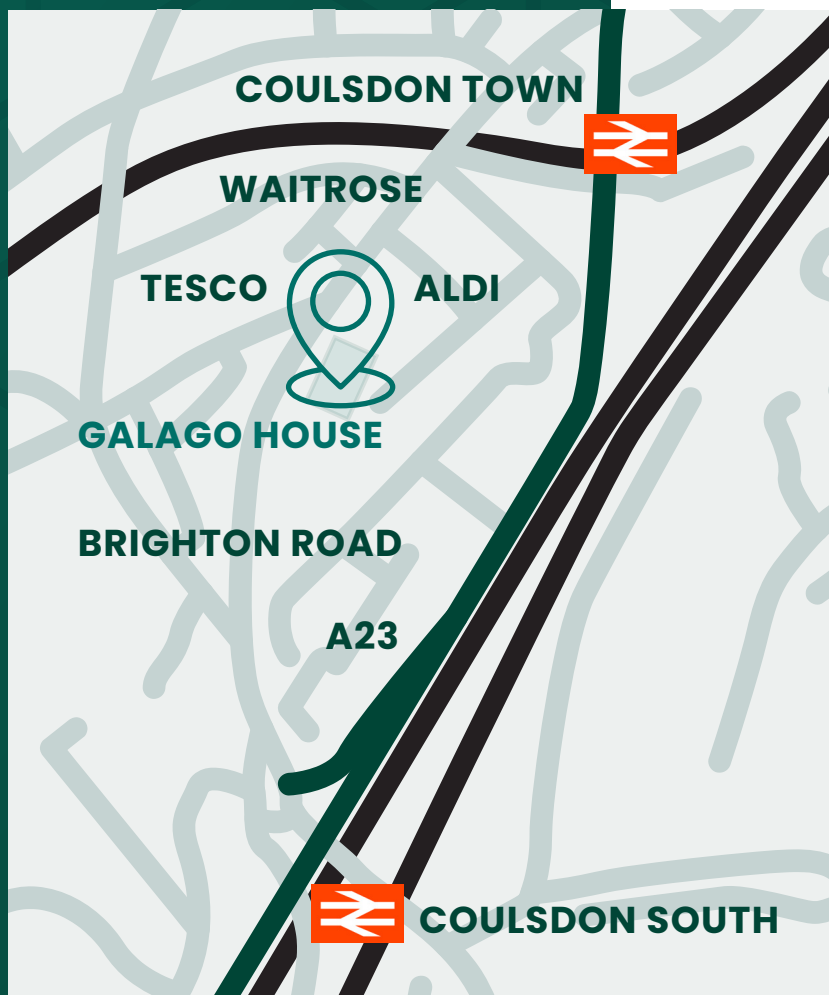 COULSDON TOWN
WAITROSE
TESCO
ALDI
GALAGO HOUSE
BRIGHTON ROAD
A23
COULSDON SOUTH